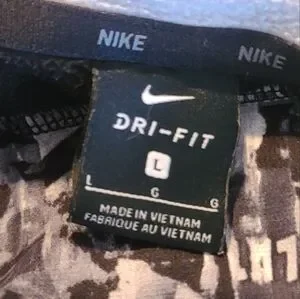 NIKE NIKE
DRI-FIT
L
L G G
MADE IN VIETNAM
FABRIQUÉ AU VIETNAM